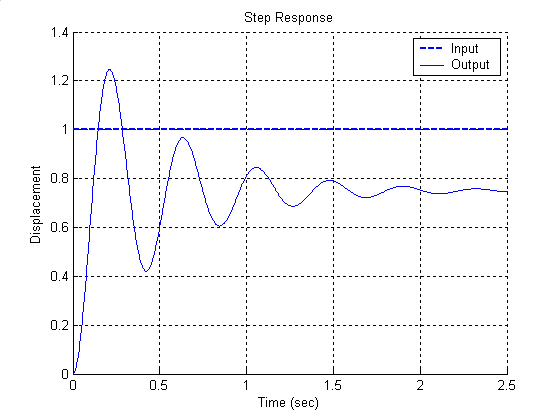 Step Response
Input
Output
Displacement
1.4
1.2
1
0.8
0.6
0.4
0.2
0
0 0.5 1 1.5 2 2.5
Time (sec)